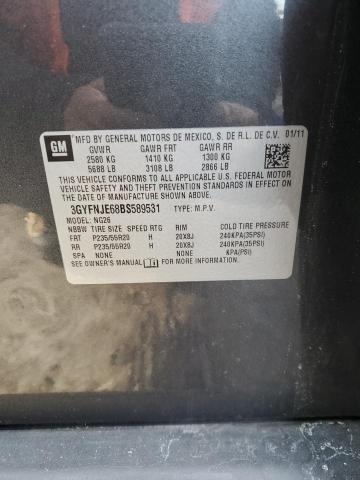 GM
MFD BY GENERAL MOTORS DE MEXICO, S. DE R.L. DE C.V. 01/11
GVWR GAWR FRT GAWR RR
2580 KG 1410 KG 1300 KG
5688 LB 3108 LB 2866 LB
THIS VEHICLE CONFORMS TO ALL APPLICABLE U.S. FEDERAL MOTOR
VEHICLE SAFETY AND THEFT PREVENTION STANDARDS IN EFFECT
ON THE DATE OF MANUFACTURE SHOWN ABOVE.
3GYFNJE68BS589531 TYPE: M.P.V.
MODEL: NG26
NBBW TIRE SIZE SPEED RTG RIM COLD TIRE PRESSURE
FRT P235/55R20 H 20X8J 240KPA(35PSI)
RR P235/55R20 H 20X8J 240KPA(35PSI)
SPA NONE NONE KPA(PSI)
SEE OWNER'S MANUAL FOR ADDITIONAL INFORMATION.